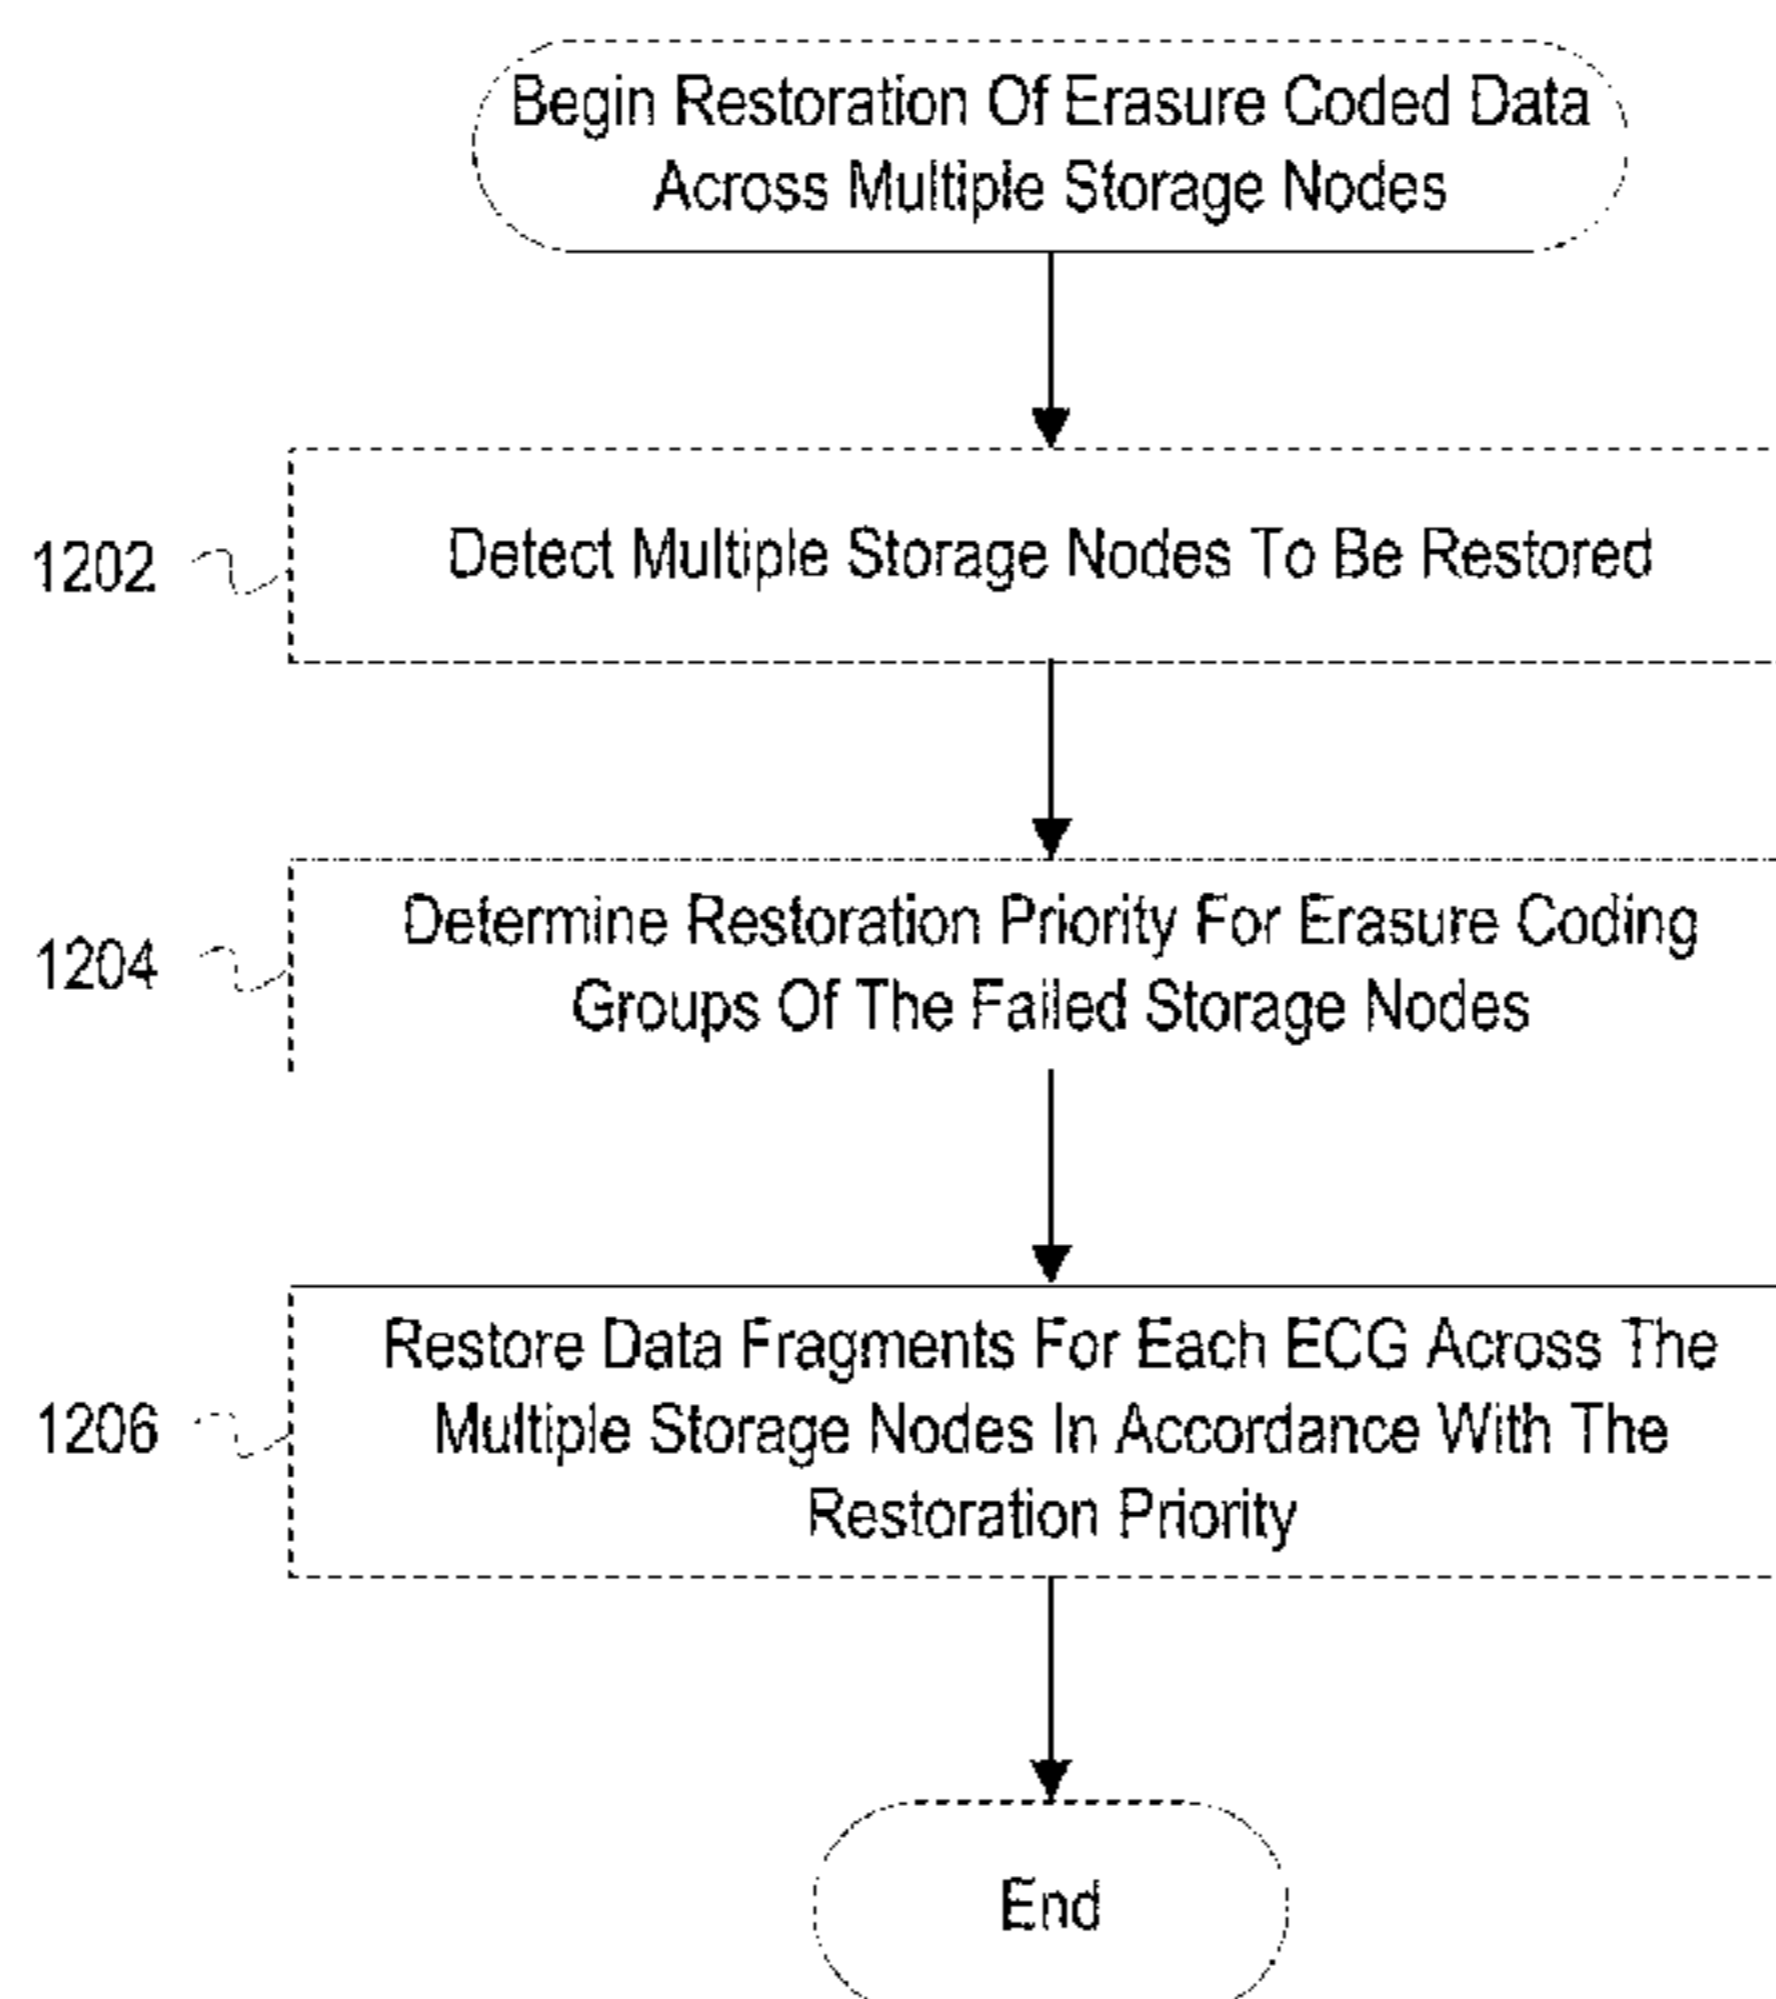 Begin Restoration Of Erasure Coded Data
Across Multiple Storage Nodes
1202
Detect Multiple Storage Nodes To Be Restored
1204
Determine Restoration Priority For Erasure Coding
Groups Of The Failed Storage Nodes
1206
Restore Data Fragments For Each ECG Across The
Multiple Storage Nodes In Accordance With The
Restoration Priority
End